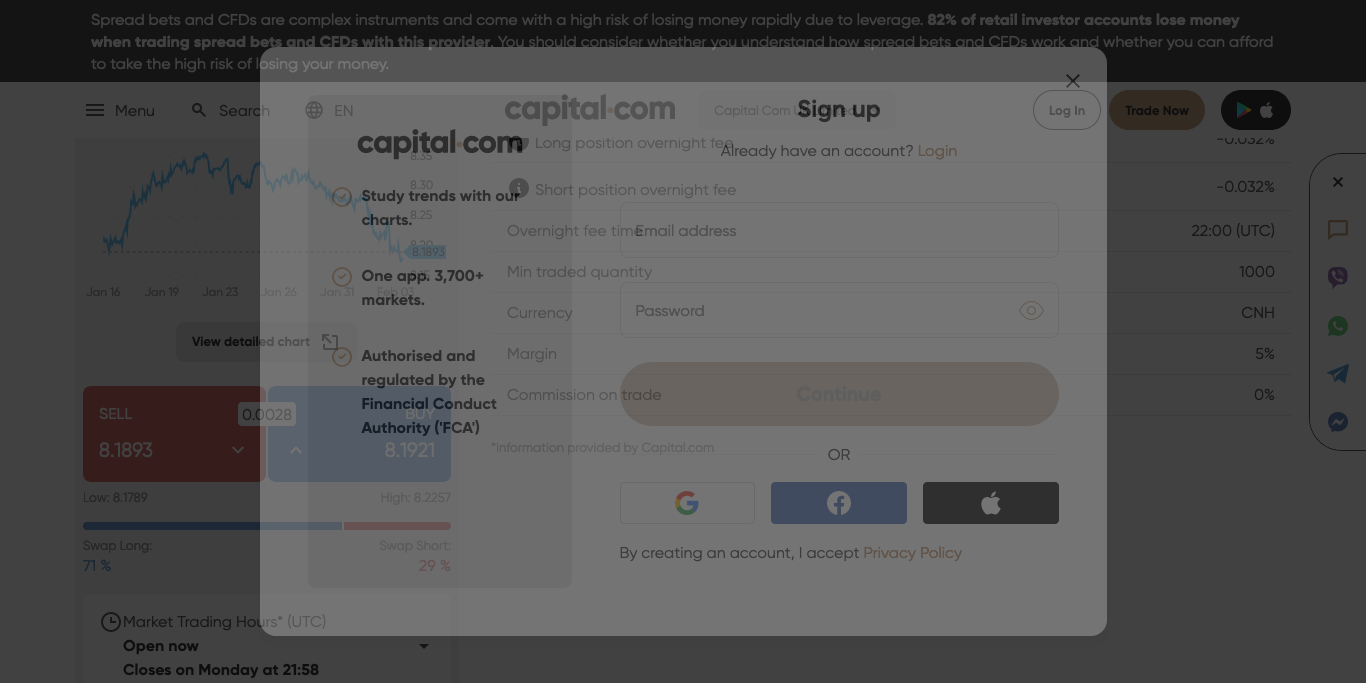 Spread bets and CFDs are complex instruments and come with a high risk of losing money rapidly due to leverage. 82% of retail investor accounts lose money
when trading spread bets and CFDs with this provider. You should consider whether you understand how spread bets and CFDs work and whether you can afford
to take the high risk of losing your money.
Menu
Search
EN
capital.com
Capital Com
Log In
Trade Now
Sign up
Already have an account? Login
capital.com
Study trends with our
charts.
One app. 3,700+
markets.
Authorised and
regulated by the
Financial Conduct
Authority ('FCA')
Email address
Password
Continue
OR
By creating an account, I accept Privacy Policy
8.35
8.30
8.25
8.20
8.1893
Jan 16
Jan 19
Jan 23
Jan 26
Jan 31
Feb 03
View detailed chart
SELL
8.1893
0.0028
BUY
8.1921
Low: 8.1789
High: 8.2257
Swap Long:
71 %
Swap Short:
29 %
Market Trading Hours* (UTC)
Open now
Closes on Monday at 21:58
Long position overnight fee
-0.032%
Short position overnight fee
-0.032%
Overnight fee time
22:00 (UTC)
Min traded quantity
1000
Currency
CNH
Margin
5%
Commission on trade
0%
*Information provided by Capital.com